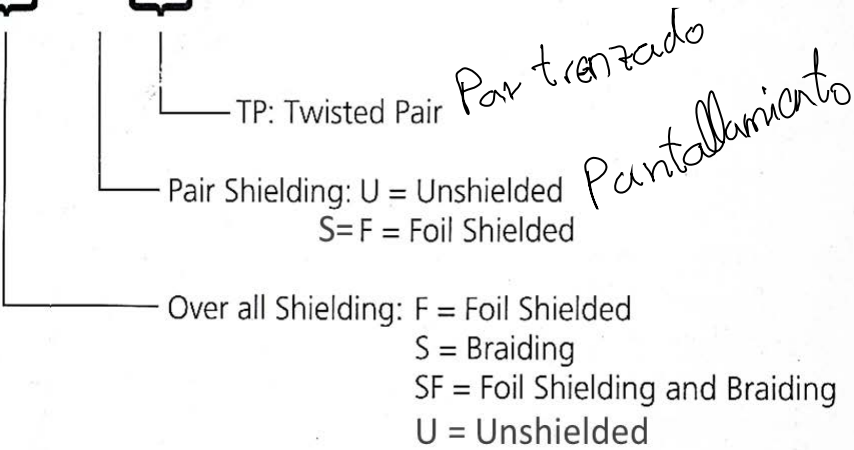 TP: Twisted Pair Par trenzado
Pair Shielding: U = Unshielded Pantallamiento
S= F = Foil Shielded
Over all Shielding: F = Foil Shielded
S = Braiding
SF = Foil Shielding and Braiding
U = Unshielded